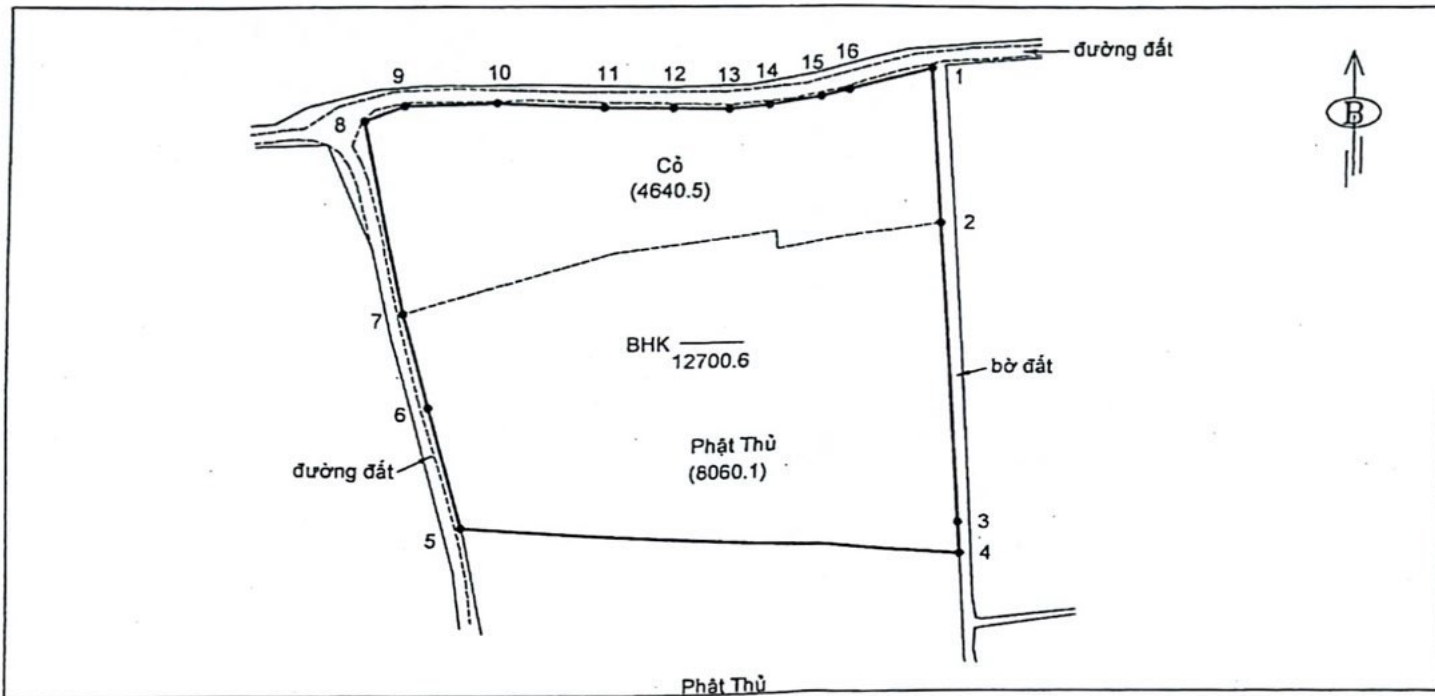 9 10 11 12 13 14 15 16
đường đất
1
B
8
Cỏ
(4640.5)
2
7
BHK 12700.6
bờ đất
6
Phật Thủ
(8060.1)
đường đất
3
5
4
Phật Thủ